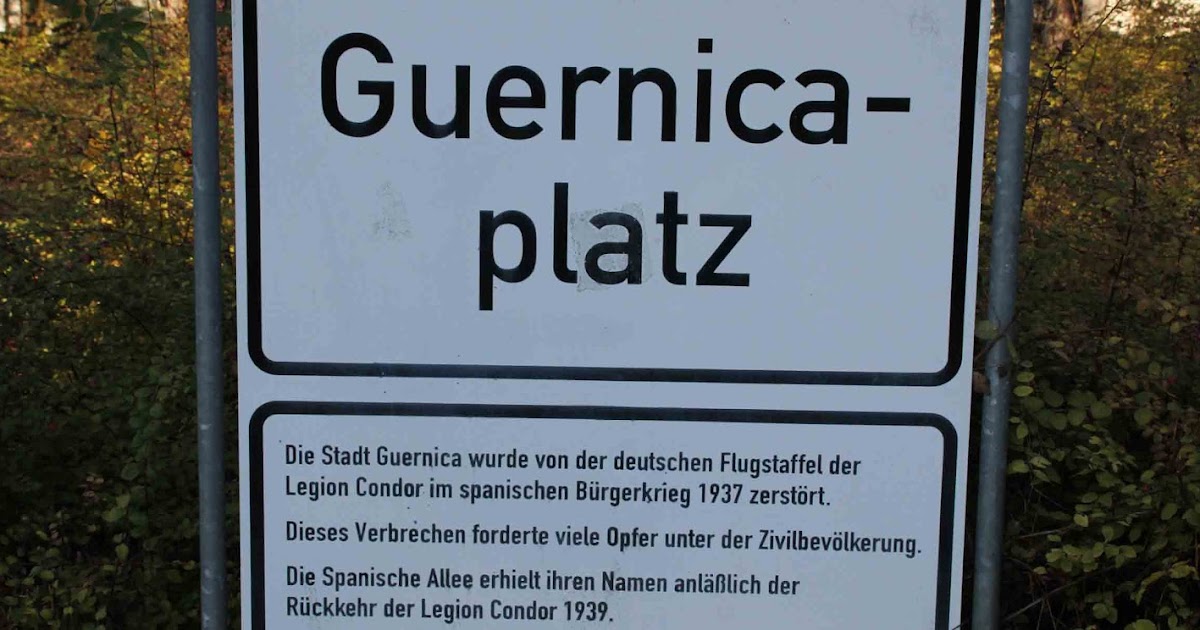 Guernica-
platz
Die Stadt Guernica wurde von der deutschen Flugstaffel der
Legion Condor im spanischen Bürgerkrieg 1937 zerstört.
Dieses Verbrechen forderte viele Opfer unter der Zivilbevölkerung.
Die Spanische Allee erhielt ihren Namen anläßlich der
Rückkehr der Legion Condor 1939.